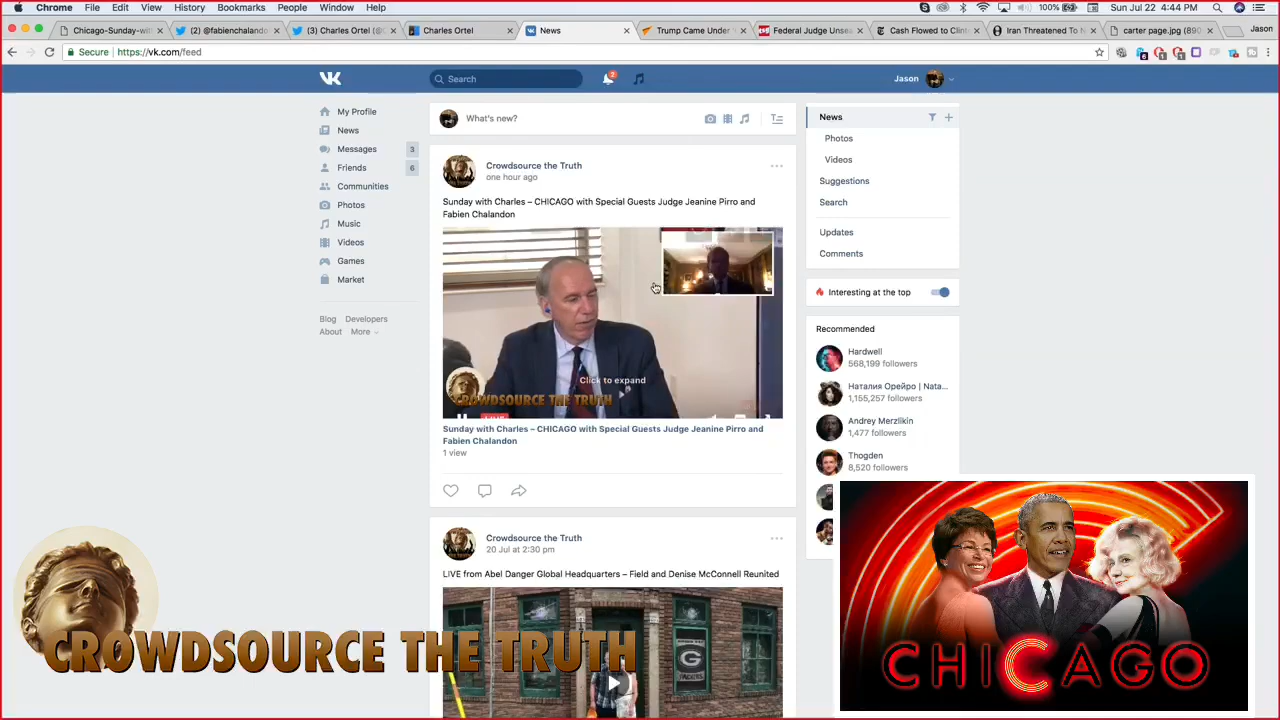 Chrome File Edit View History Bookmarks People Window Help 100% Sun Jul 22 4:44 PM
Chicago-Sunday-with- (2) @fabienchalando (3) Charles Ortel (@ Charles Ortel News Trump Came Under Federal Judge Unsea Cash Flowed to Clint Iran Threatened To N carter page.jpg (890 Jason
Secure https://vk.com/feed
Search
2
Jason
My Profile
News
Messages 3
Friends 6
Communities
Photos
Music
Videos
Games
Market
Blog Developers
About More
What's new?
Crowdsource the Truth
one hour ago
Sunday with Charles – CHICAGO with Special Guests Judge Jeanine Pirro and
Fabien Chalandon
Click to expand
CROWDSOURCE THE TRUTH
LIVE
Sunday with Charles – CHICAGO with Special Guests Judge Jeanine Pirro and
Fabien Chalandon
1 view
Crowdsource the Truth
20 Jul at 2:30 pm
LIVE from Abel Danger Global Headquarters – Field and Denise McConnell Reunited
G
PACKERS
News
Photos
Videos
Suggestions
Search
Updates
Comments
Interesting at the top
Recommended
Hardwell
568,199 followers
Наталия Орейро | Nata...
1,155,257 followers
Andrey Merzlikin
1,477 followers
Thogden
8,520 followers
CROWDSOURCE THE TRUTH
CHICAGO